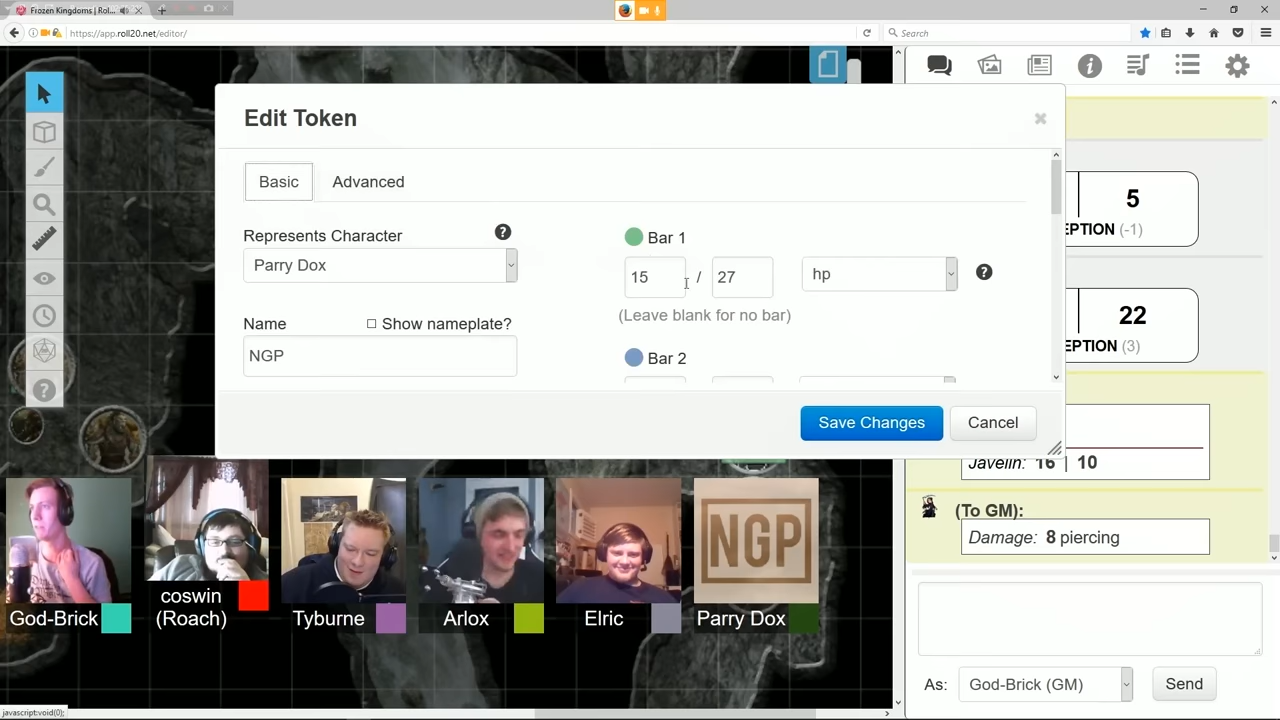 Frozen Kingdoms | Rol...
https://app.roll20.net/editor/
Search
Edit Token
Basic
Advanced
Represents Character
?
Parry Dox
Bar 1
15 / 27
hp
?
(Leave blank for no bar)
Name
Show nameplate?
NGP
Bar 2
Save Changes
Cancel
5
EPTION (-1)
22
EPTION (3)
Javelin: 16 | 10
(To GM):
Damage: 8 piercing
NGP
God-Brick
coswin
(Roach)
Tyburne
Arlox
Elric
Parry Dox
As:
God-Brick (GM)
Send
javascript:void(0);